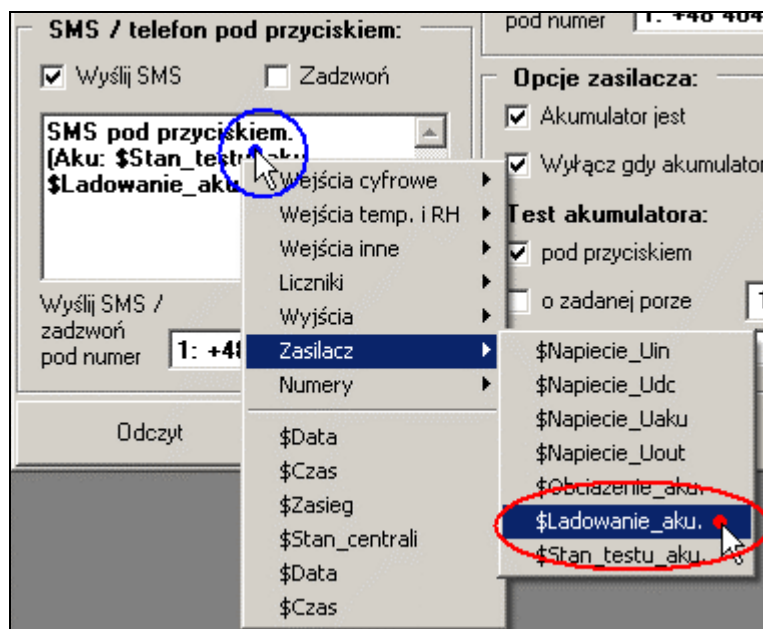 SMS / telefon pod przyciskiem:
Wyślij SMS
Zadzwoń
SMS pod przyciskiem.
(Aku: $Stan_testu_aku
$Ladowanie_aku.
Wyślij SMS /
zadzwoń
pod numer
1: +48
Odczyt
pod numer
1: +48 404
Opcje zasilacza:
Akumulator jest
Wyłącz gdy akumulator
Test akumulatora:
pod przyciskiem
o zadanej porze
Wejścia cyfrowe
Wejścia temp. i RH
Wejścia inne
Liczniki
Wyjścia
Zasilacz
Numery
$Data
$Czas
$Zasieg
$Stan_centrali
$Data
$Czas
$Napiecie_Uin
$Napiecie_Udc
$Napiecie_Uaku
$Napiecie_Uout
$Obciazenie_aku.
$Ladowanie_aku.
$Stan_testu_aku.